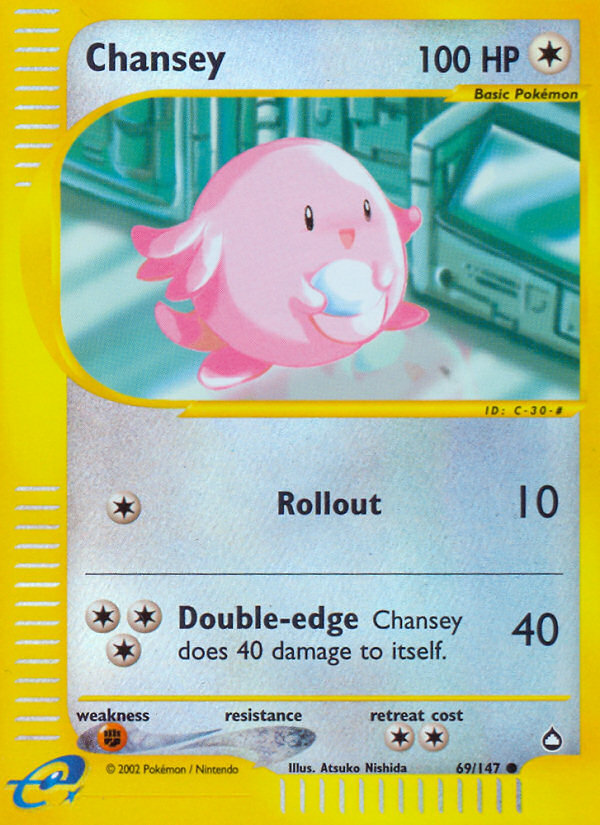 Chansey 100 HP
Basic Pokémon
ID: C-30-#
Rollout 10
Double-edge Chansey
does 40 damage to itself. 40
weakness resistance retreat cost
© 2002 Pokémon / Nintendo Illus. Atsuko Nishida 69/147
e